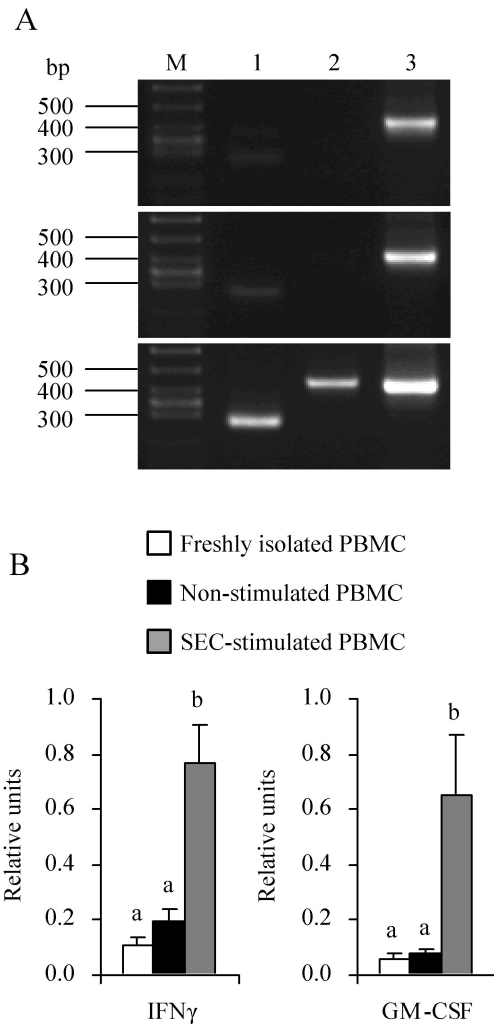 A
bp M 1 2 3
500
400
300
500
400
300
500
400
300
B
Freshly isolated PBMC
Non-stimulated PBMC
SEC-stimulated PBMC
Relative units
1.0
0.8
0.6
0.4
0.2
0.0
a a b
IFNγ
Relative units
1.0
0.8
0.6
0.4
0.2
0.0
a a b
GM-CSF